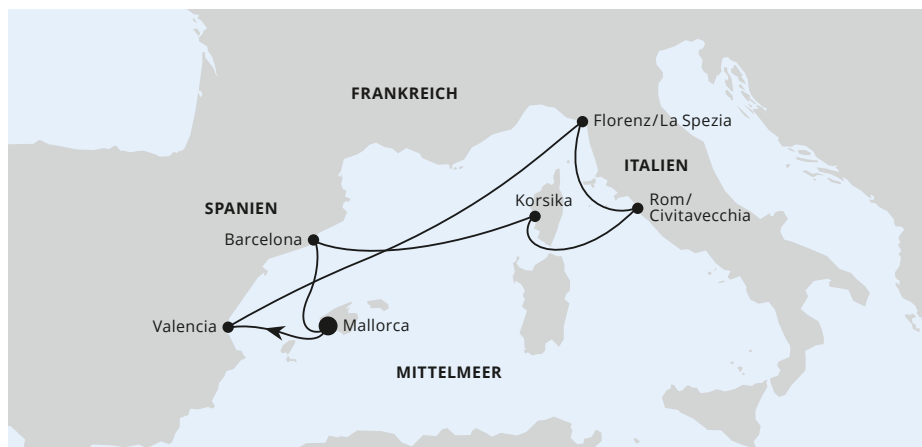 FRANKREICH
Florenz/La Spezia
ITALIEN
Korsika
Rom/
Civitavecchia
SPANIEN
Barcelona
Valencia
Mallorca
MITTELMEER